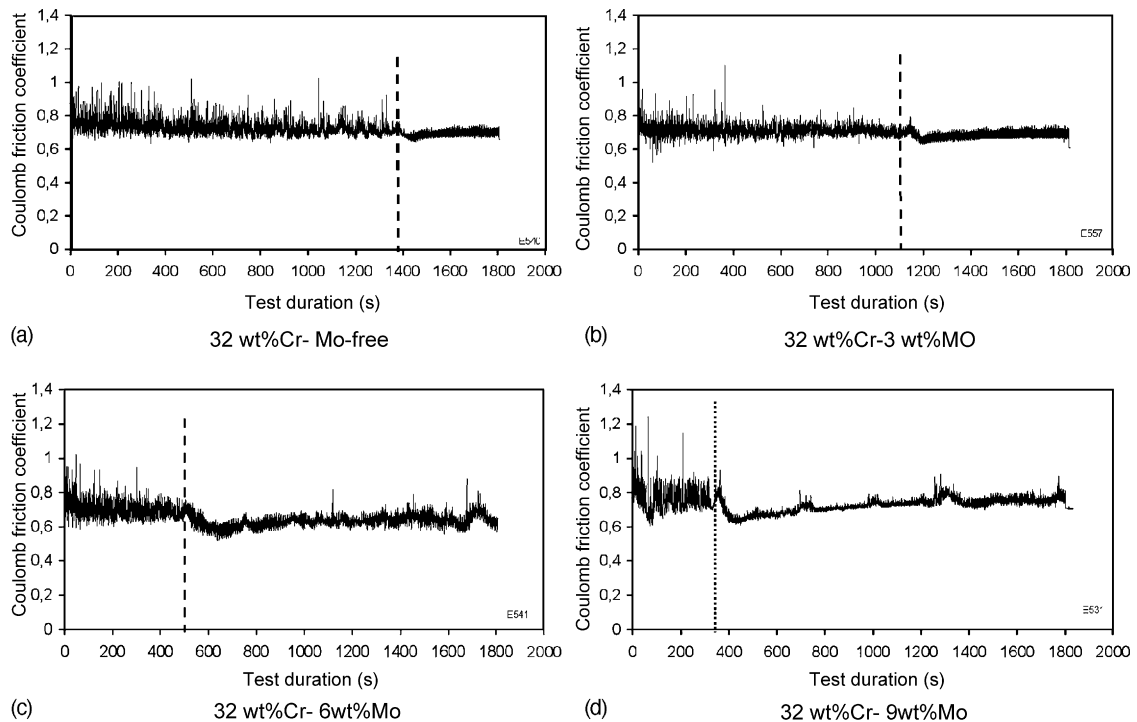 Coulomb friction coefficient
1,4
1,2
1
0,8
0,6
0,4
0,2
0
0 200 400 600 800 1000 1200 1400 1600 1800 2000
Test duration (s)
E540
(a) 32 wt%Cr- Mo-free
Coulomb friction coefficient
1,4
1,2
1
0,8
0,6
0,4
0,2
0
0 200 400 600 800 1000 1200 1400 1600 1800 2000
Test duration (s)
E557
(b) 32 wt%Cr-3 wt%MO
Coulomb friction coefficient
1,4
1,2
1
0,8
0,6
0,4
0,2
0
0 200 400 600 800 1000 1200 1400 1600 1800 2000
Test duration (s)
E541
(c) 32 wt%Cr- 6wt%Mo
Coulomb friction coefficient
1,4
1,2
1
0,8
0,6
0,4
0,2
0
0 200 400 600 800 1000 1200 1400 1600 1800 2000
Test duration (s)
E531
(d) 32 wt%Cr- 9wt%Mo